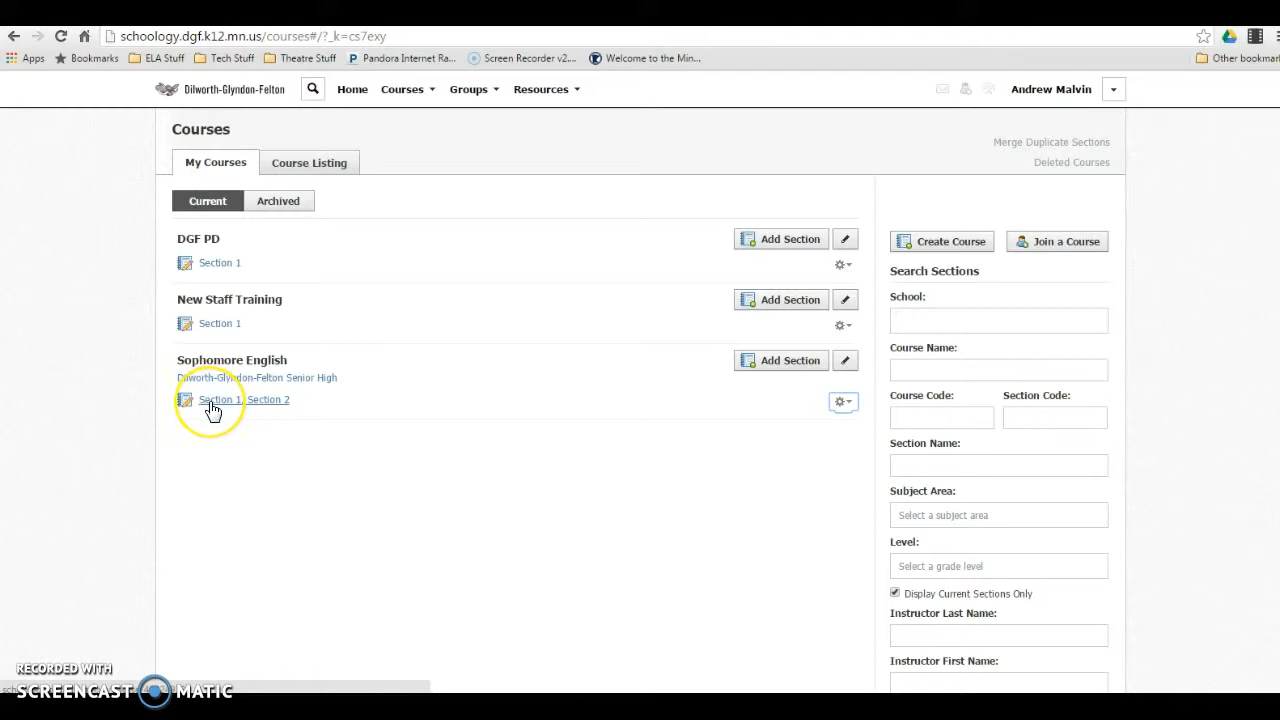 schoology.dgf.k12.mn.us/courses#/?_k=cs7exy
Apps Bookmarks ELA Stuff Tech Stuff Theatre Stuff Pandora Internet Ra... Screen Recorder v2.... Welcome to the Min... Other bookmar
Dilworth-Glyndon-Felton Home Courses Groups Resources Andrew Malvin
Courses
Merge Duplicate Sections
Deleted Courses
My Courses Course Listing
Current Archived
DGF PD Add Section
Section 1
New Staff Training Add Section
Section 1
Sophomore English Add Section
Dilworth-Glyndon-Felton Senior High
Section 1, Section 2
Create Course Join a Course
Search Sections
School:
Course Name:
Course Code: Section Code:
Section Name:
Subject Area:
Select a subject area
Level:
Select a grade level
Display Current Sections Only
Instructor Last Name:
Instructor First Name:
RECORDED WITH
SCREENCAST MATIC